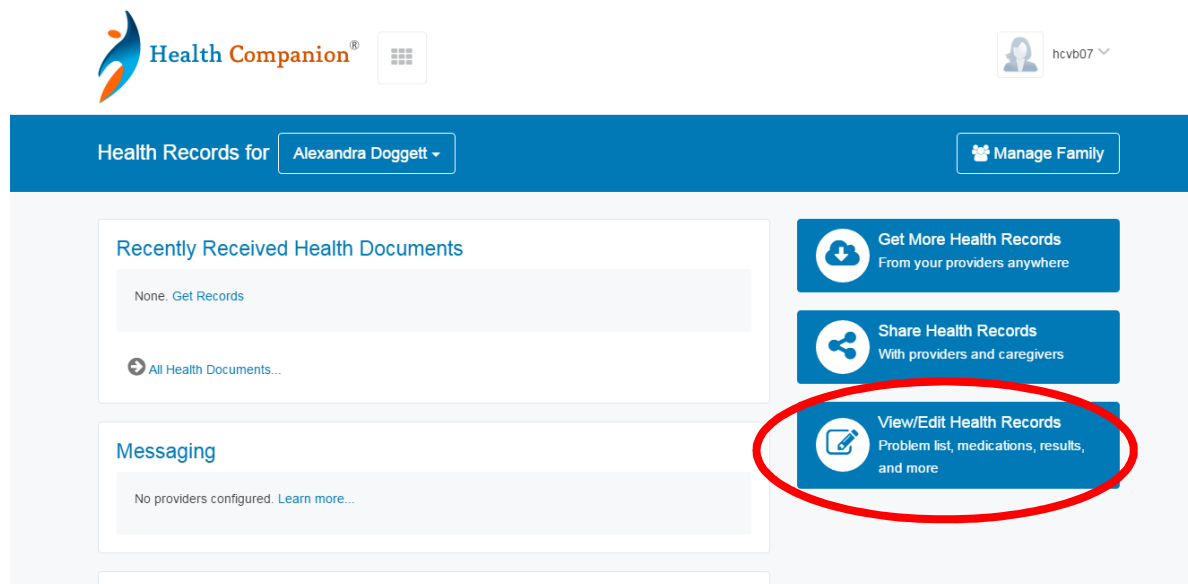 Health Companion®
hcvb07
Health Records for Alexandra Doggett
Manage Family
Recently Received Health Documents
None. Get Records
All Health Documents...
Messaging
No providers configured. Learn more...
Get More Health Records
From your providers anywhere
Share Health Records
With providers and caregivers
View/Edit Health Records
Problem list, medications, results,
and more